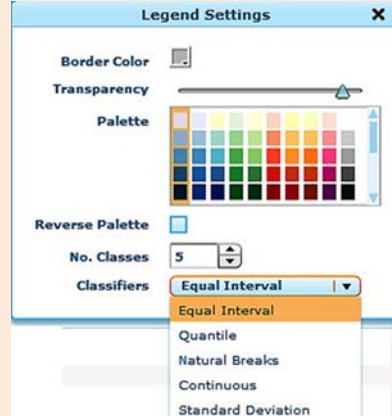 Legend Settings
Border Color
Transparency
Palette
Reverse Palette
No. Classes 5
Classifiers Equal Interval
Equal Interval
Quantile
Natural Breaks
Continuous
Standard Deviation